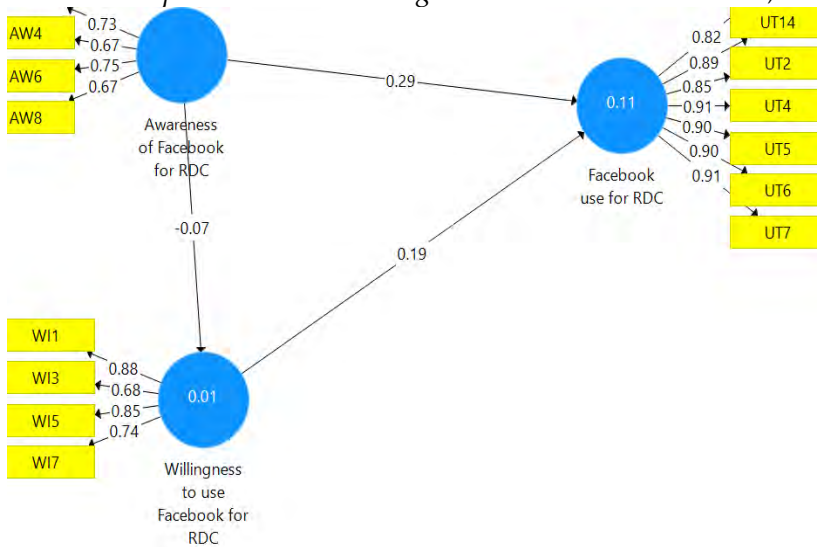 0.73
AW4
0.67
AW6
0.75
AW8
0.67
Awareness
of Facebook
for RDC
0.29
-0.07
0.19
0.11
Facebook
use for RDC
0.82
UT14
0.89
UT2
0.85
UT4
0.91
UT5
0.90
UT6
0.90
UT7
0.91
WI1
0.88
WI3
0.68
WI5
0.85
WI7
0.74
0.01
Willingness
to use
Facebook for
RDC